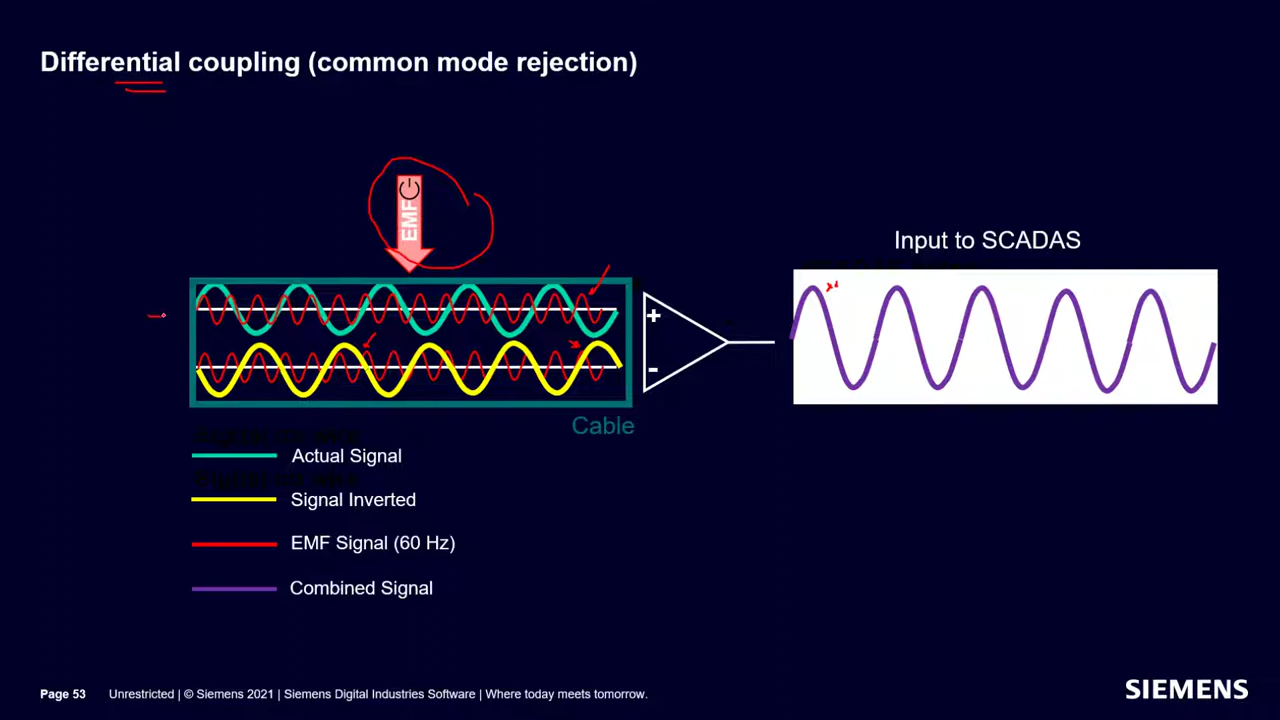 Differential coupling (common mode rejection)
EMF
Input to SCADAS
+
-
Cable
Actual Signal
Signal Inverted
EMF Signal (60 Hz)
Combined Signal
Page 53 Unrestricted | © Siemens 2021 | Siemens Digital Industries Software | Where today meets tomorrow.
SIEMENS